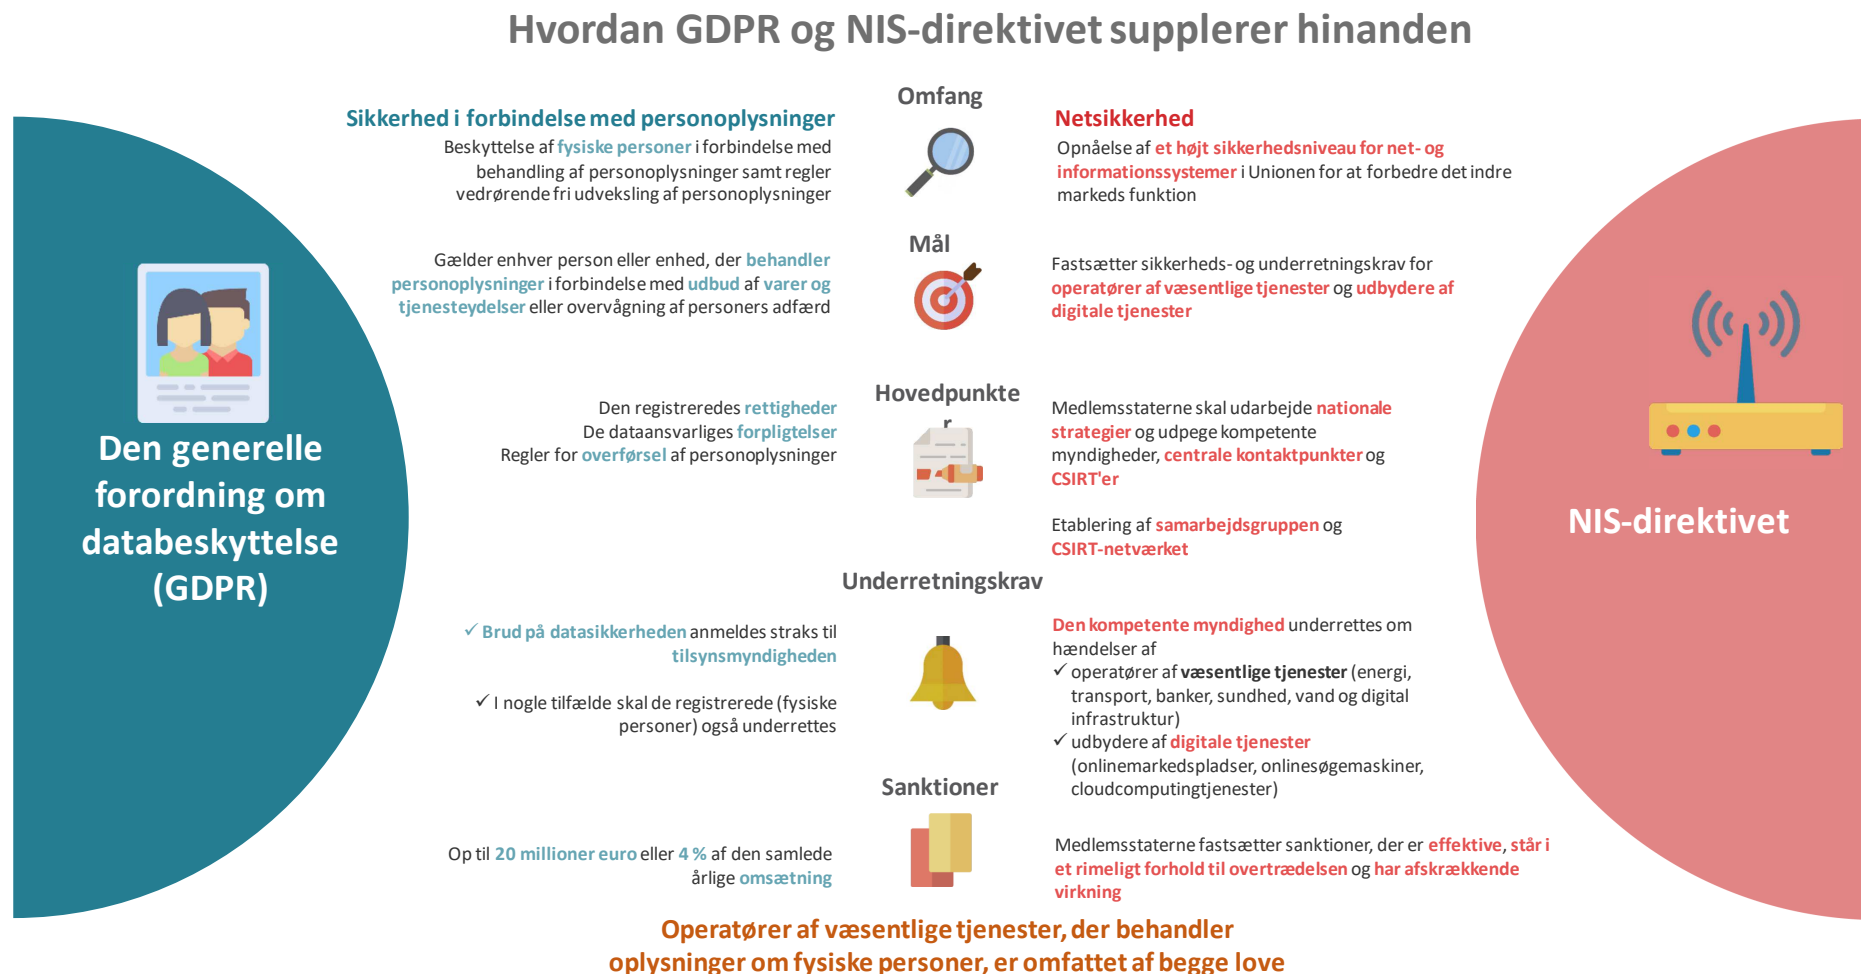 Hvordan GDPR og NIS-direktivet supplerer hinanden
Den generelle
forordning om
databeskyttelse
(GDPR)
Omfang
Sikkerhed i forbindelse med personoplysninger
Beskyttelse af fysiske personer i forbindelse med
behandling af personoplysninger samt regler
vedrørende fri udveksling af personoplysninger
Netsikkerhed
Opnåelse af et højt sikkerhedsniveau for net- og
informationssystemer i Unionen for at forbedre det indre
markeds funktion
Mål
Gælder enhver person eller enhed, der behandler
personoplysninger i forbindelse med udbud af varer og
tjenesteydelser eller overvågning af personers adfærd
Fastsætter sikkerheds- og underretningskrav for
operatører af væsentlige tjenester og udbydere af
digitale tjenester
Hovedpunkte
r
Den registreredes rettigheder
De dataansvarliges forpligtelser
Regler for overførsel af personoplysninger
Medlemsstaterne skal udarbejde nationale
strategier og udpege kompetente
myndigheder, centrale kontaktpunkter og
CSIRT'er
Etablering af samarbejdsgruppen og
CSIRT-netværket
NIS-direktivet
Underretningskrav
✓ Brud på datasikkerheden anmeldes straks til
tilsynsmyndigheden
✓ I nogle tilfælde skal de registrerede (fysiske
personer) også underrettes
Den kompetente myndighed underrettes om
hændelser af
✓ operatører af væsentlige tjenester (energi,
transport, banker, sundhed, vand og digital
infrastruktur)
✓ udbydere af digitale tjenester
(onlinemarkedspladser, onlinesøgemaskiner,
cloudcomputingtjenester)
Sanktioner
Op til 20 millioner euro eller 4 % af den samlede
årlige omsætning
Medlemsstaterne fastsætter sanktioner, der er effektive, står i
et rimeligt forhold til overtrædelsen og har afskrækkende
virkning
Operatører af væsentlige tjenester, der behandler
oplysninger om fysiske personer, er omfattet af begge love